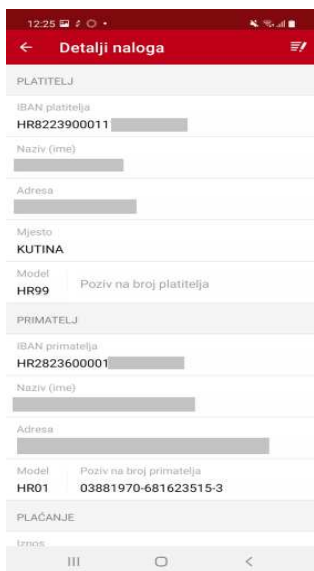 12:25
Detalji naloga
PLATITELJ
IBAN platitelja
HR8223900011
Naziv (ime)
Adresa
Mjesto
KUTINA
Model
HR99 Poziv na broj platitelja
PRIMATELJ
IBAN primatelja
HR2823600001
Naziv (ime)
Adresa
Model Poziv na broj primatelja
HR01 03881970-681623515-3
PLAĆANJE
Iznos